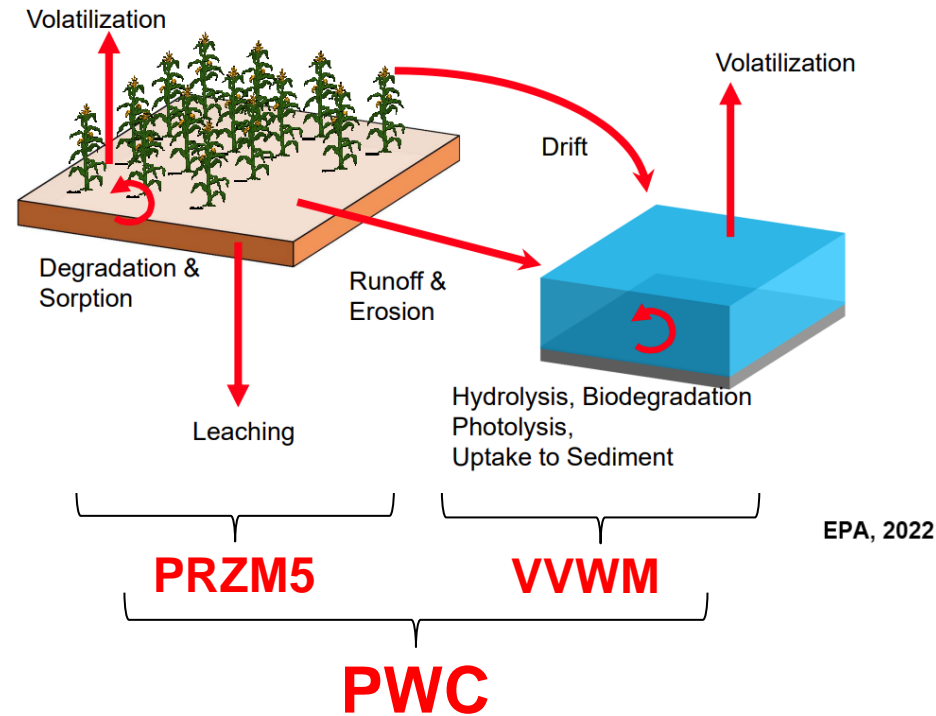 Volatilization
Volatilization
Drift
Degradation &
Sorption
Runoff &
Erosion
Leaching
Hydrolysis, Biodegradation
Photolysis,
Uptake to Sediment
EPA, 2022
PRZM5
VVWM
PWC